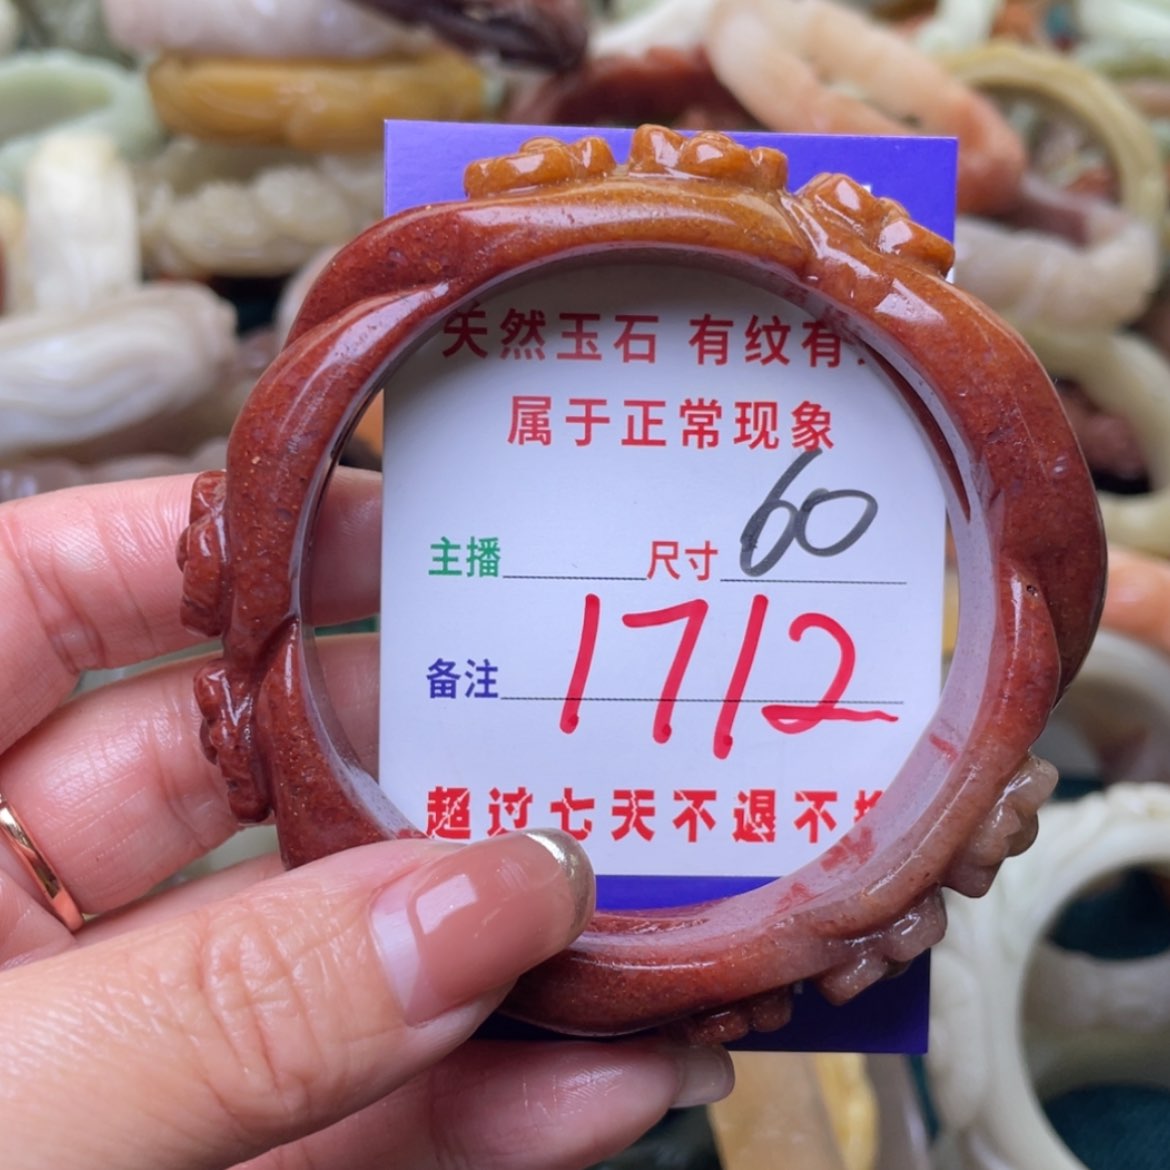 天然玉石 有纹有
属于正常现象
主播 尺寸 60
备注 1712
超过七天不退不换